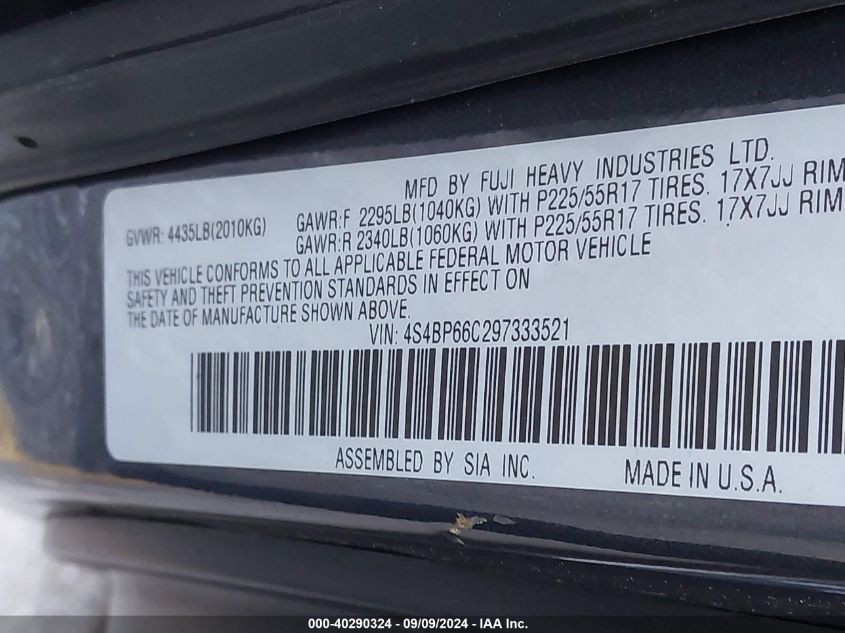 MFD BY FUJI HEAVY INDUSTRIES LTD.
GVWR: 4435LB(2010KG)
GAWR:F 2295LB(1040KG) WITH P225/55R17 TIRES. 17X7JJ RIM
GAWR:R 2340LB(1060KG) WITH P225/55R17 TIRES. 17X7JJ RIM
THIS VEHICLE CONFORMS TO ALL APPLICABLE FEDERAL MOTOR VEHICLE
SAFETY AND THEFT PREVENTION STANDARDS IN EFFECT ON
THE DATE OF MANUFACTURE SHOWN ABOVE.
VIN: 4S4BP66C297333521
ASSEMBLED BY SIA INC.
MADE IN U.S.A.
000-40290324 - 09/09/2024 - IAA Inc.